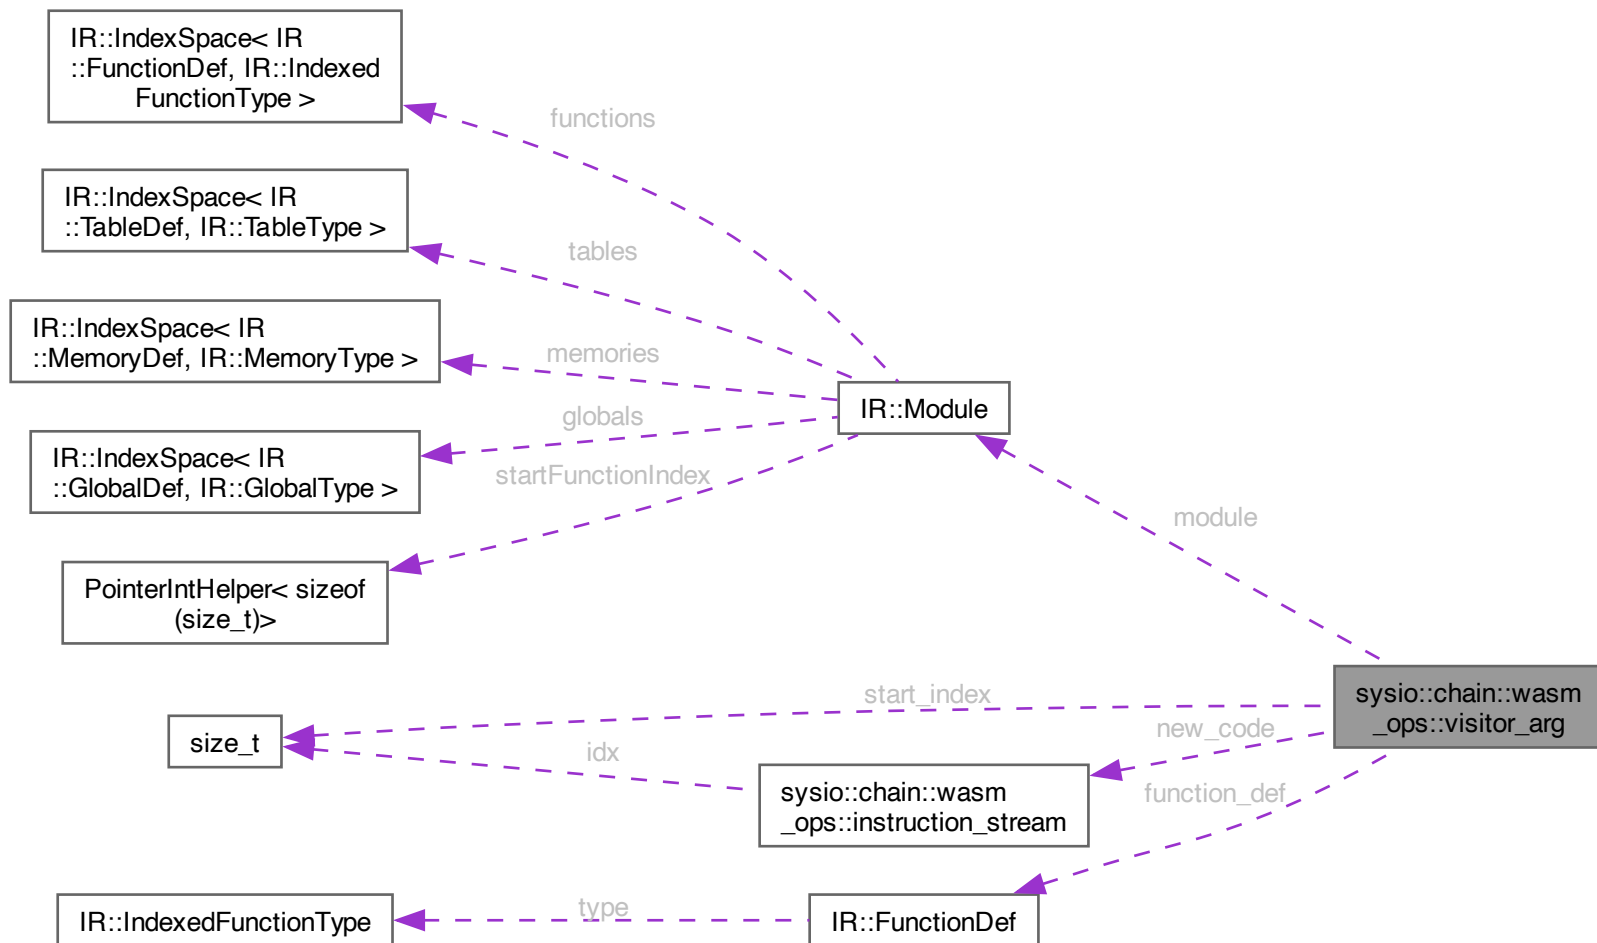 IR::IndexSpace< IR
::FunctionDef, IR::Indexed
FunctionType >
functions
IR::IndexSpace< IR
::TableDef, IR::TableType >
tables
IR::IndexSpace< IR
::MemoryDef, IR::MemoryType >
memories
IR::Module
globals
IR::IndexSpace< IR
::GlobalDef, IR::GlobalType >
startFunctionIndex
module
PointerIntHelper< sizeof
(size_t)>
start_index
sysio::chain::wasm
_ops::visitor_arg
size_t
idx
new_code
sysio::chain::wasm
_ops::instruction_stream
function_def
IR::IndexedFunctionType
type
IR::FunctionDef